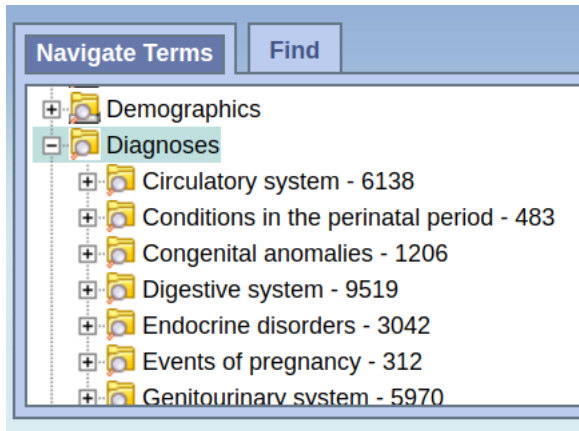 Navigate Terms
Find
Demographics
Diagnoses
Circulatory system - 6138
Conditions in the perinatal period - 483
Congenital anomalies - 1206
Digestive system - 9519
Endocrine disorders - 3042
Events of pregnancy - 312
Genitourinary system - 5970